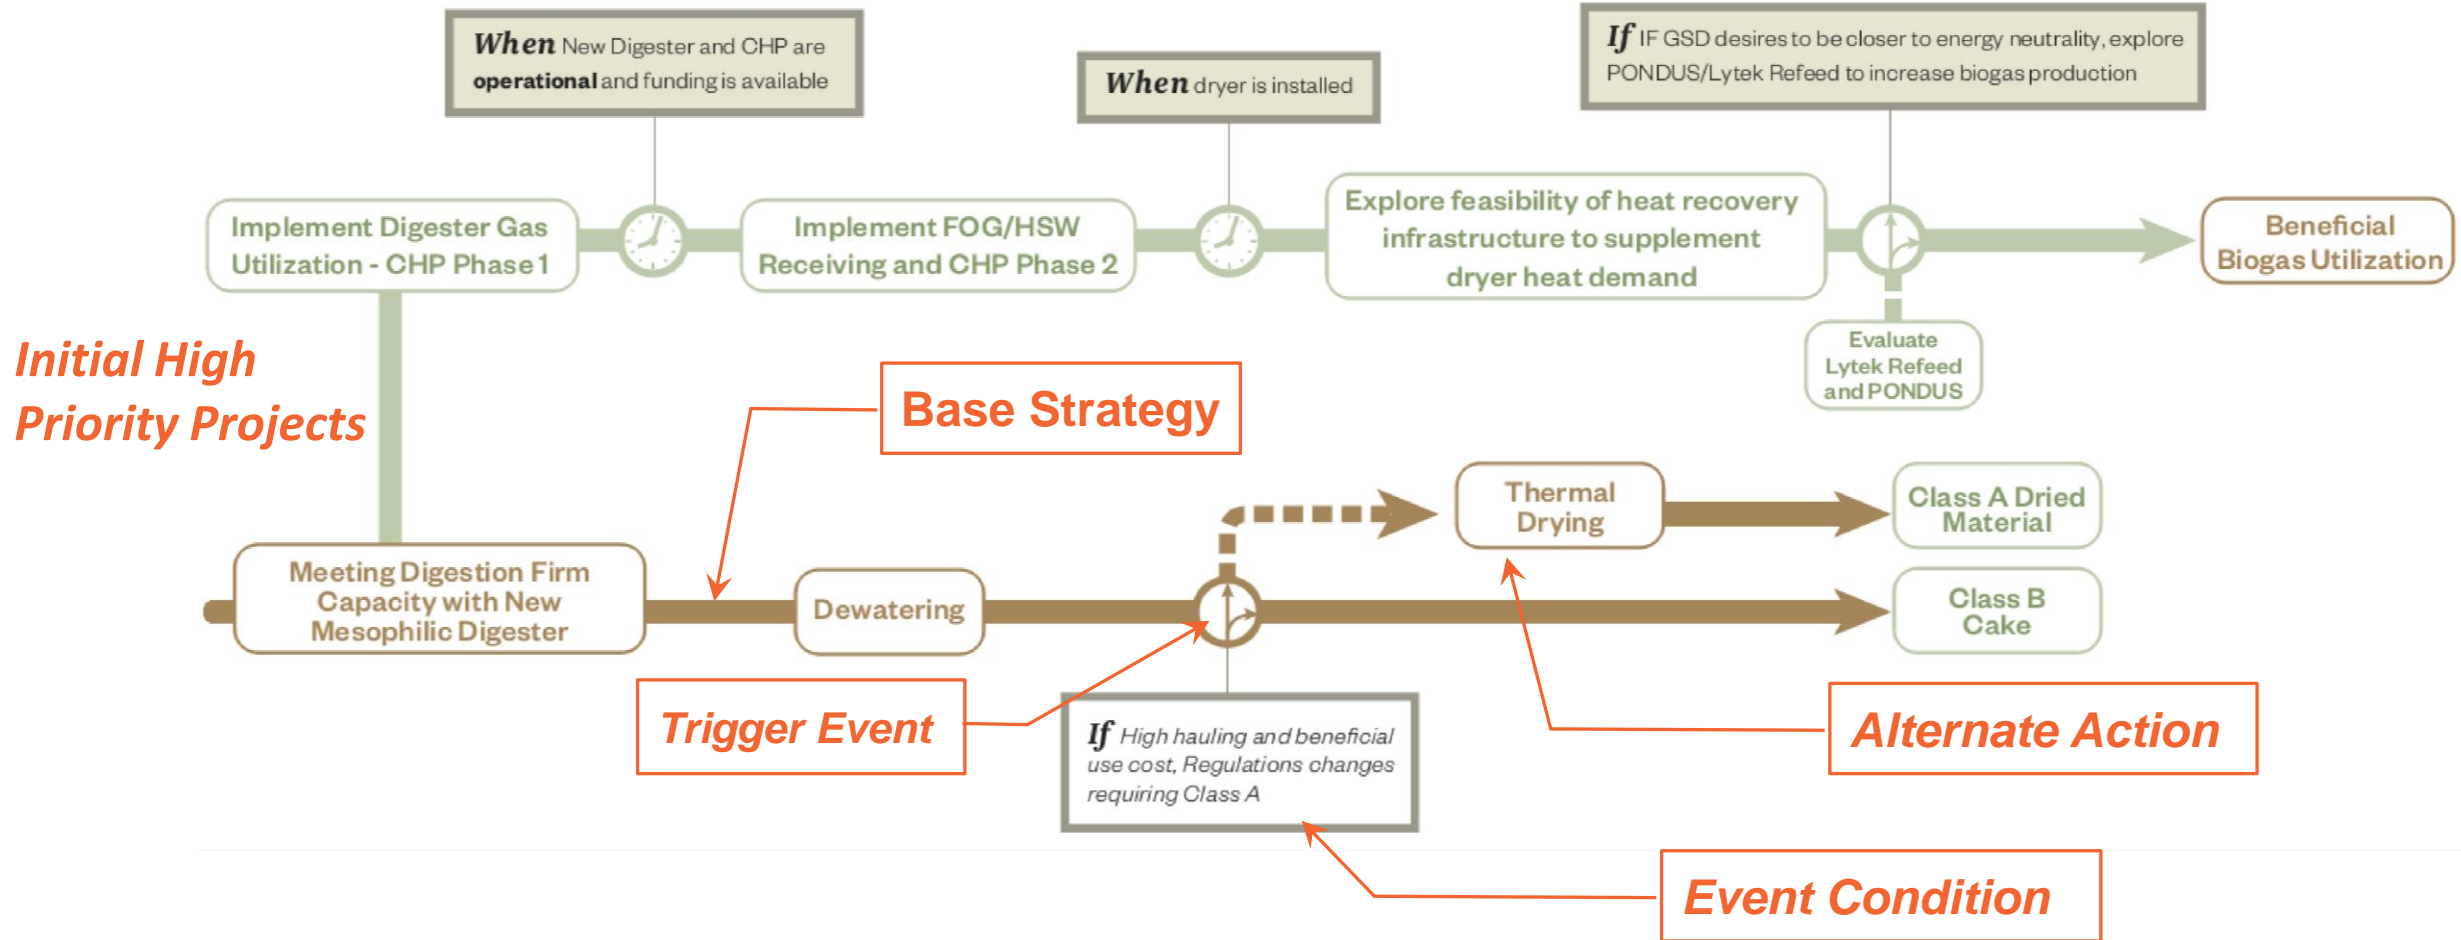 When New Digester and CHP are
operational and funding is available
When dryer is installed
If IF GSD desires to be closer to energy neutrality, explore
PONDUS/Lytek Refeed to increase biogas production
Implement Digester Gas
Utilization - CHP Phase 1
Implement FOG/HSW
Receiving and CHP Phase 2
Explore feasibility of heat recovery
infrastructure to supplement
dryer heat demand
Beneficial
Biogas Utilization
Evaluate
Lytek Refeed
and PONDUS
Initial High
Priority Projects
Base Strategy
Thermal
Drying
Class A Dried
Material
Meeting Digestion Firm
Capacity with New
Mesophilic Digester
Dewatering
Class B
Cake
Trigger Event
If High hauling and beneficial
use cost, Regulations changes
requiring Class A
Alternate Action
Event Condition